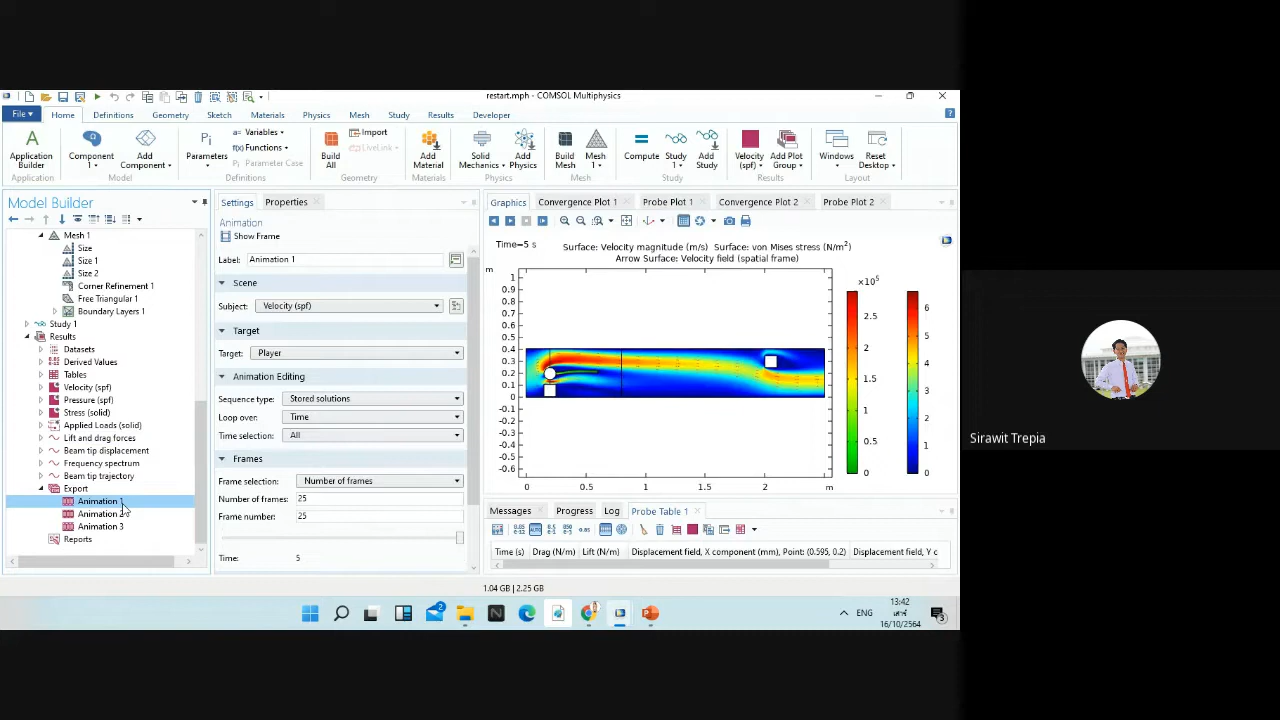 restart.mph - COMSOL Multiphysics
File Home Definitions Geometry Sketch Materials Physics Mesh Study Results Developer
Application Builder
Component 1
Add Component
Parameters
a= Variables
f(x) Functions
Parameter Case
Build All
Import
LiveLink
Add Material
Solid Mechanics
Add Physics
Build Mesh
Mesh 1
Compute
Study 1
Add Study
Velocity (spf)
Add Plot Group
Windows
Reset Desktop
Application Model Definitions Geometry Materials Physics Mesh Study Results Layout
Model Builder
Mesh 1
Size
Size 1
Size 2
Corner Refinement 1
Free Triangular 1
Boundary Layers 1
Study 1
Results
Datasets
Derived Values
Tables
Velocity (spf)
Pressure (spf)
Stress (solid)
Applied Loads (solid)
Lift and drag forces
Beam tip displacement
Frequency spectrum
Beam tip trajectory
Export
Animation 1
Animation 2
Animation 3
Reports
Settings Properties
Animation
Show Frame
Label: Animation 1
Scene
Subject: Velocity (spf)
Target
Target: Player
Animation Editing
Sequence type: Stored solutions
Loop over: Time
Time selection: All
Frames
Frame selection: Number of frames
Number of frames: 25
Frame number: 25
Time: 5
Graphics Convergence Plot 1 Probe Plot 1 Convergence Plot 2 Probe Plot 2
Time=5 s Surface: Velocity magnitude (m/s) Surface: von Mises stress (N/m²)
Arrow Surface: Velocity field (spatial frame)
m
1
0.9
0.8
0.7
0.6
0.5
0.4
0.3
0.2
0.1
0
-0.1
-0.2
-0.3
-0.4
-0.5
-0.6
0 0.5 1 1.5 2 m
×10⁵
2.5
2
1.5
1
0.5
0
6
5
4
3
2
1
0
Messages Progress Log Probe Table 1
Time (s) Drag (N/m) Lift (N/m) Displacement field, X component (mm), Point: (0.595, 0.2) Displacement field, Y c
1.04 GB | 2.25 GB
ENG
13:42
เสาร์
16/10/2564
Sirawit Trepia